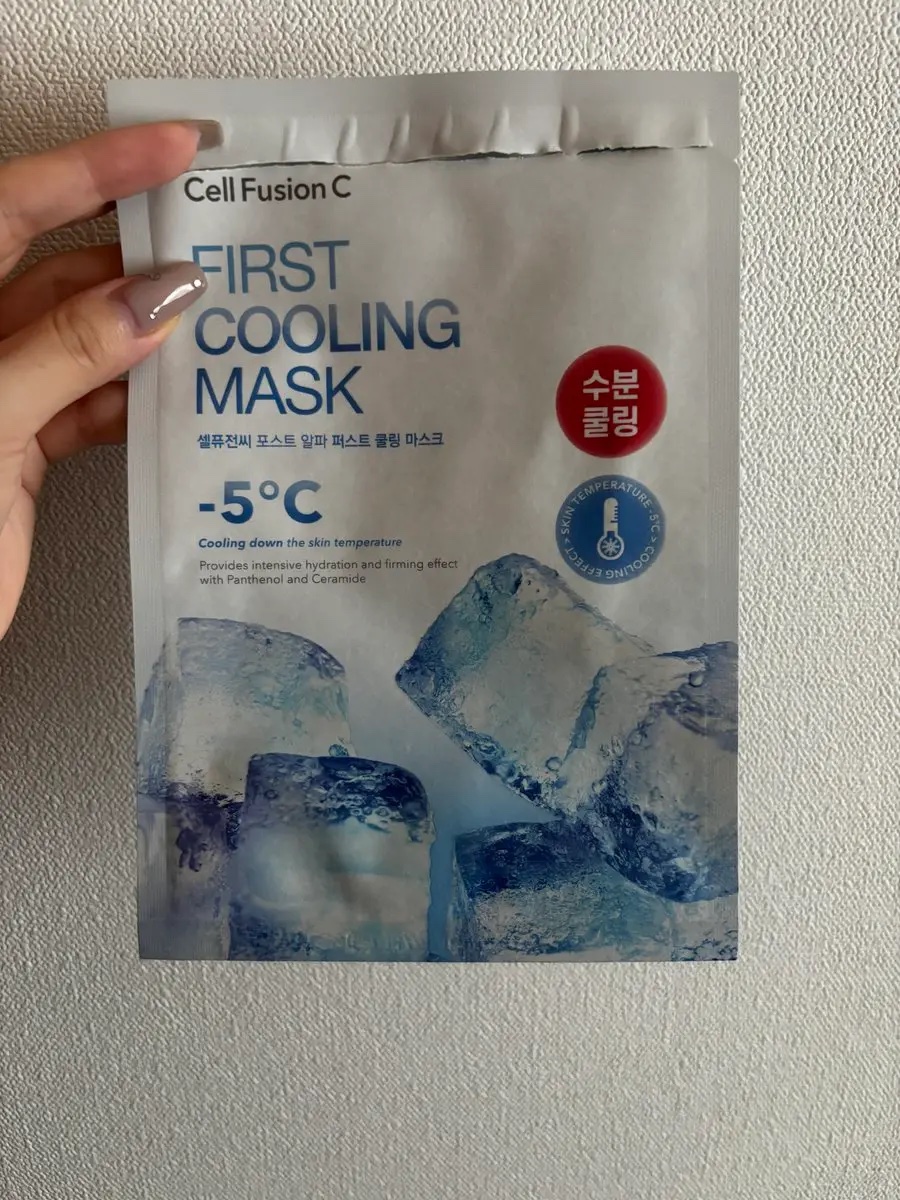 Cell Fusion C
FIRST
COOLING
MASK
셀퓨전씨 포스트 알파 퍼스트 쿨링 마스크
-5°C
Cooling down the skin temperature
Provides intensive hydration and firming effect
with Panthenol and Ceramide
수분
쿨링
SKIN TEMPERATURE -5°C > COOLING EFFECT >